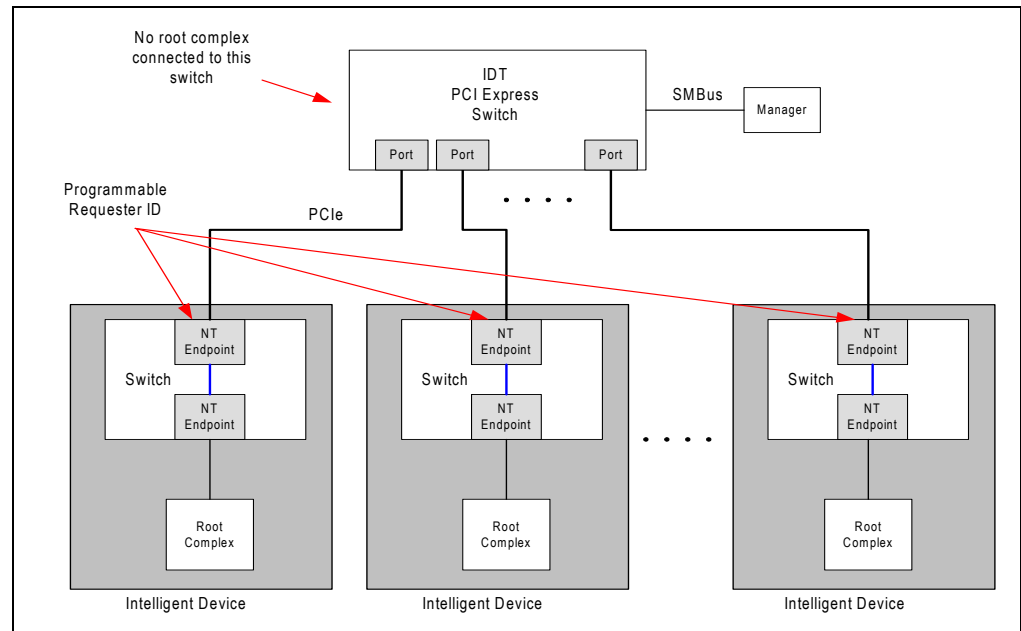 No root complex
connected to this
switch
IDT
PCI Express
Switch
SMBus
Manager
Port
Port
Port
Programmable
Requester ID
PCIe
NT
Endpoint
Switch
NT
Endpoint
Root
Complex
Intelligent Device
NT
Endpoint
Switch
NT
Endpoint
Root
Complex
Intelligent Device
NT
Endpoint
Switch
NT
Endpoint
Root
Complex
Intelligent Device